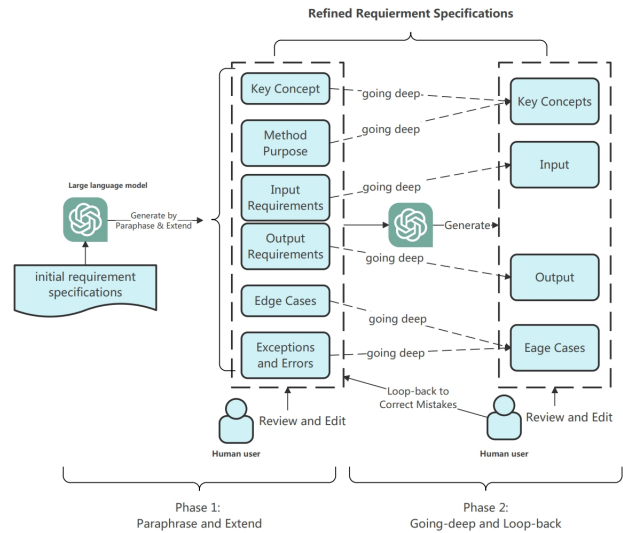 Refined Requierment Specifications
Key Concept
going deep
Key Concepts
Method
Purpose
going deep
Large language model
Generate by
Paraphase & Extend
Input
Requirements
going deep
Input
Generate
Output
Requirements
going deep
Output
initial requirement
specifications
Edge Cases
going deep
Exceptions
and Errors
going deep
Eage Cases
Loop-back to
Correct Mistakes
Review and Edit
Human user
Review and Edit
Human user
Phase 1:
Paraphrase and Extend
Phase 2:
Going-deep and Loop-back